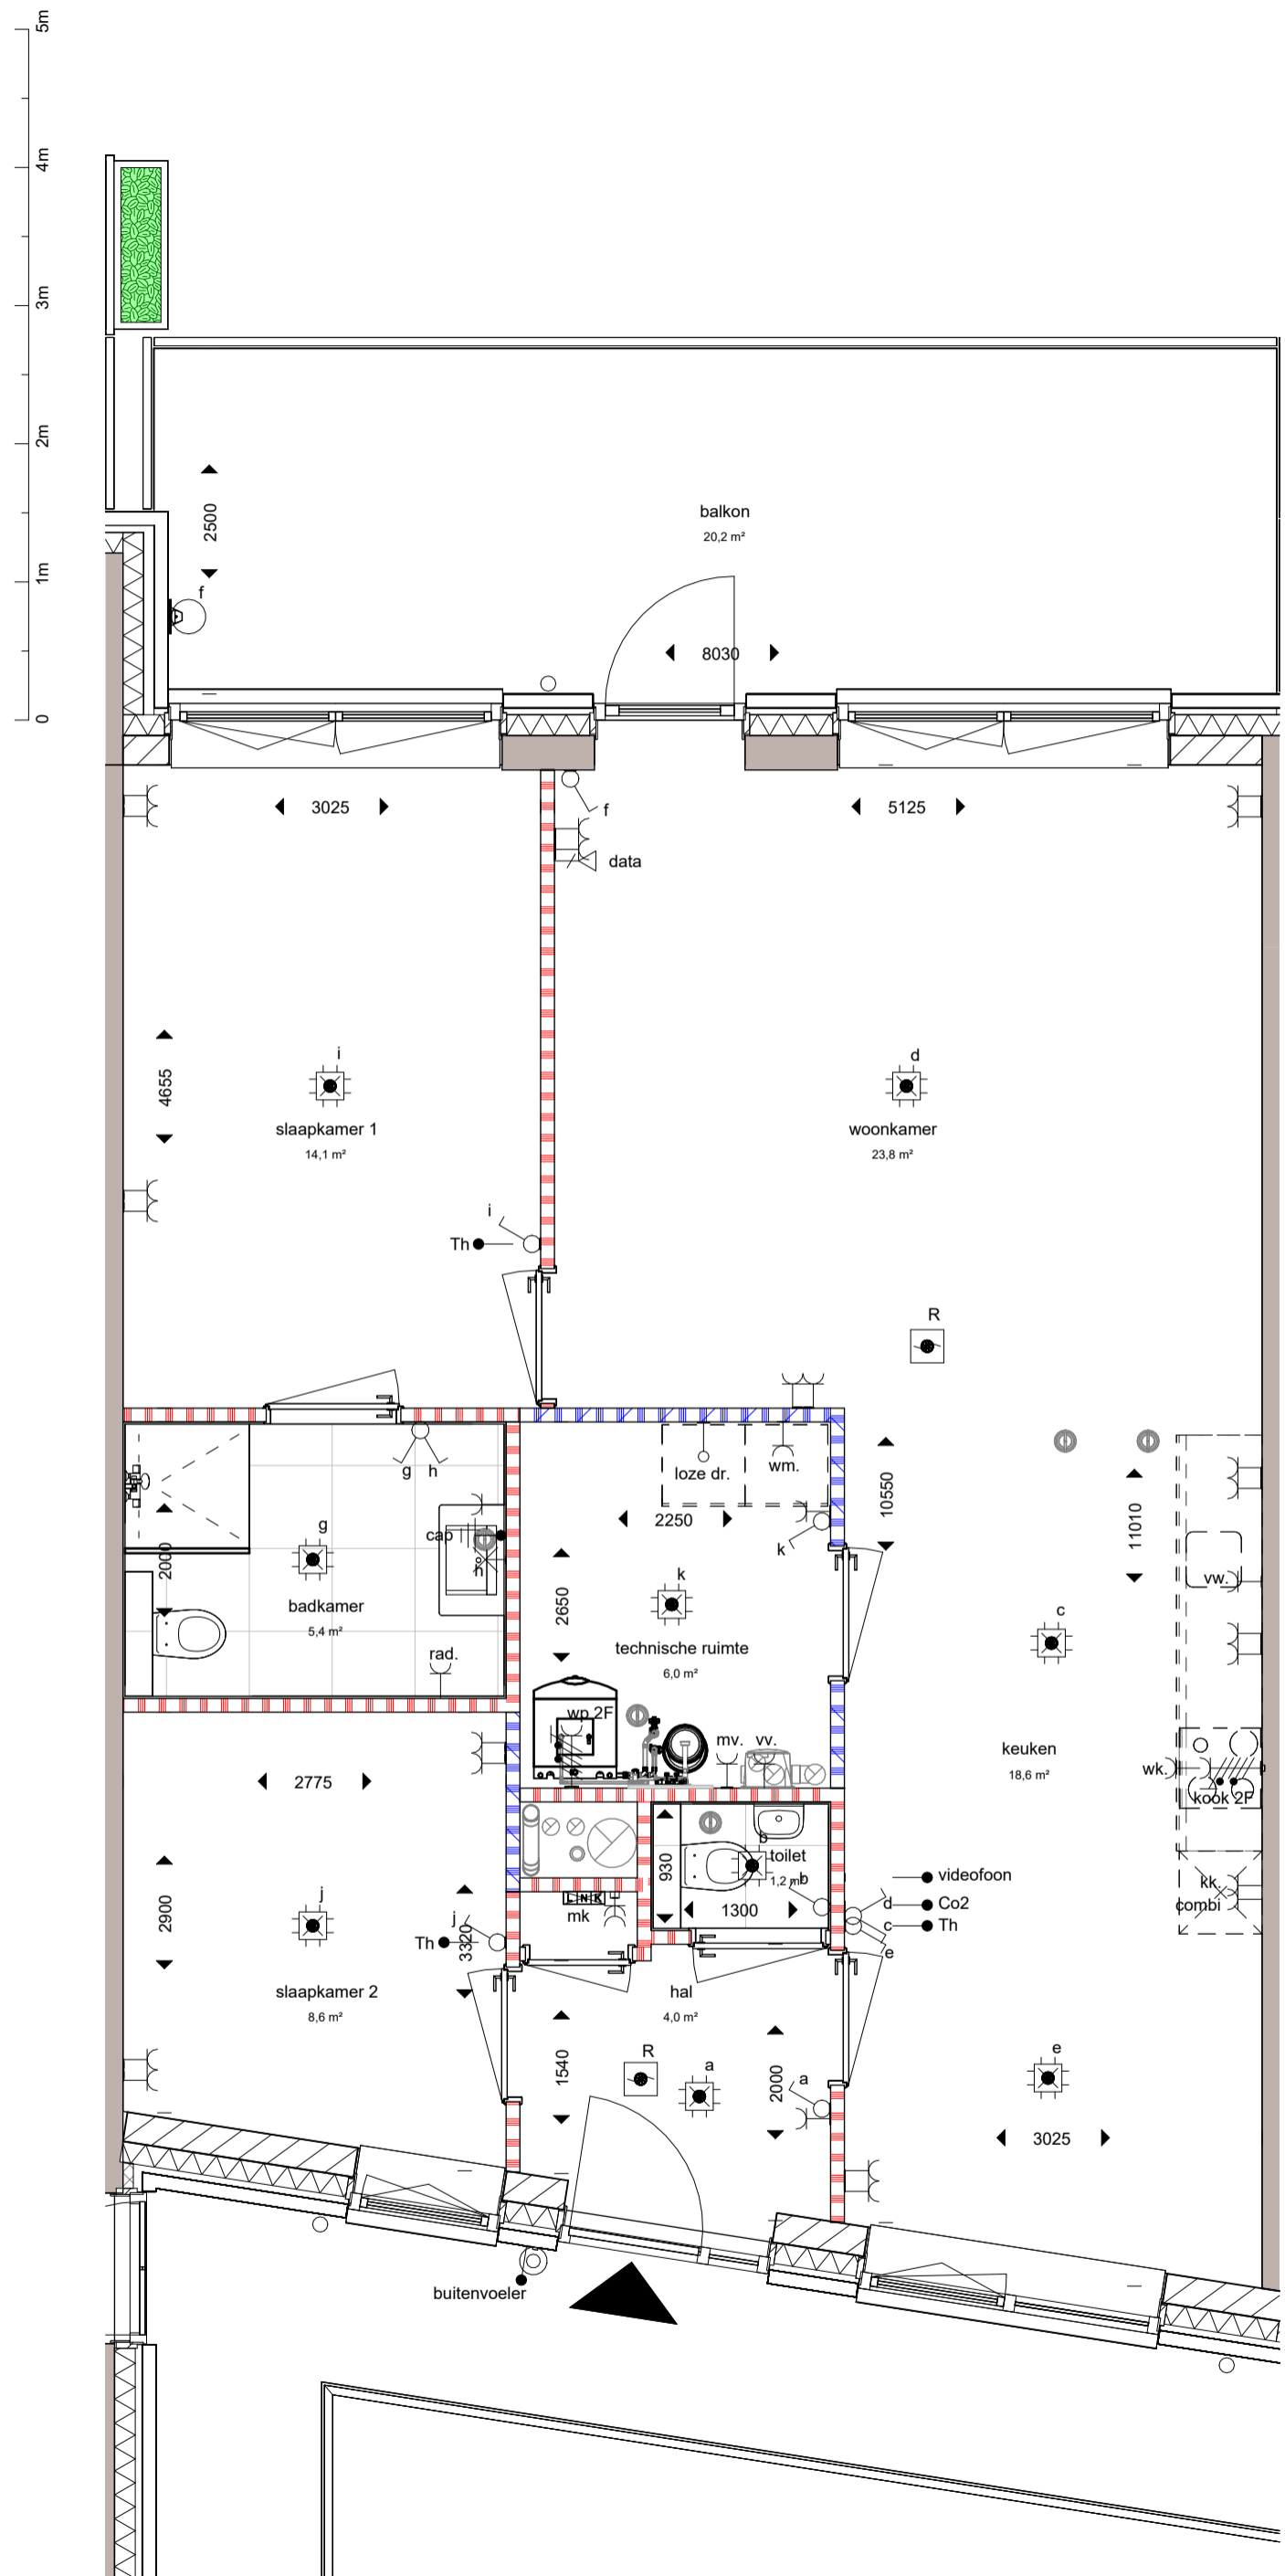 5m
4m
3m
2m
1m
0
2500
balkon
20,2 m²
f
8030
3025
5125
f
data
i
d
4655
slaapkamer 1
14,1 m²
woonkamer
23,8 m²
i
Th
R
g h
loze dr.
wm.
10550
11010
2250
cap
g
h
k
2000
k
vw.
2650
badkamer
5,4 m²
c
rad.
technische ruimte
6,0 m²
wp 2F
mv.
vv.
keuken
18,6 m²
wk.
kook 2F
2775
930
b
toilet
1,2 m²
b
videofoon
kk.
combi
2900
j
L N K
mk
1300
d
Co2
c
Th
e
j
Th
3320
slaapkamer 2
8,6 m²
hal
4,0 m²
1540
R
a
2000
a
e
3025
buitenvoeler